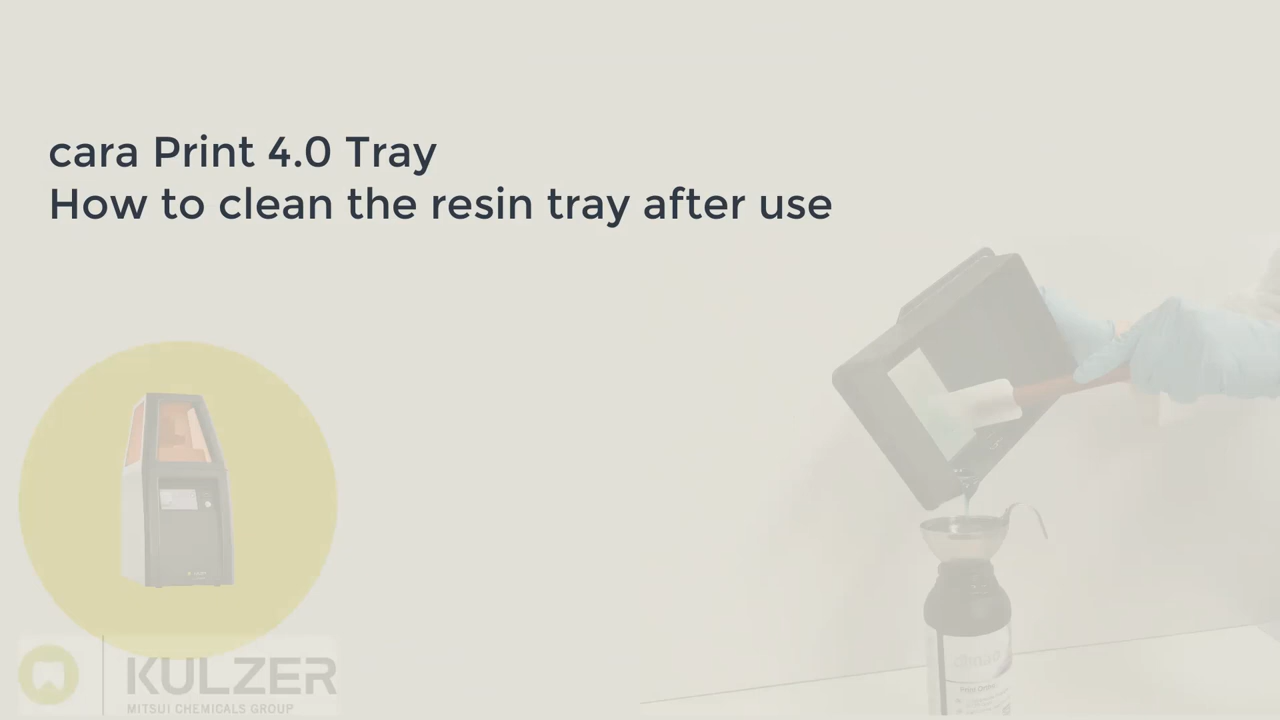 cara Print 4.0 Tray
How to clean the resin tray after use
KULZER
MITSUI CHEMICALS GROUP